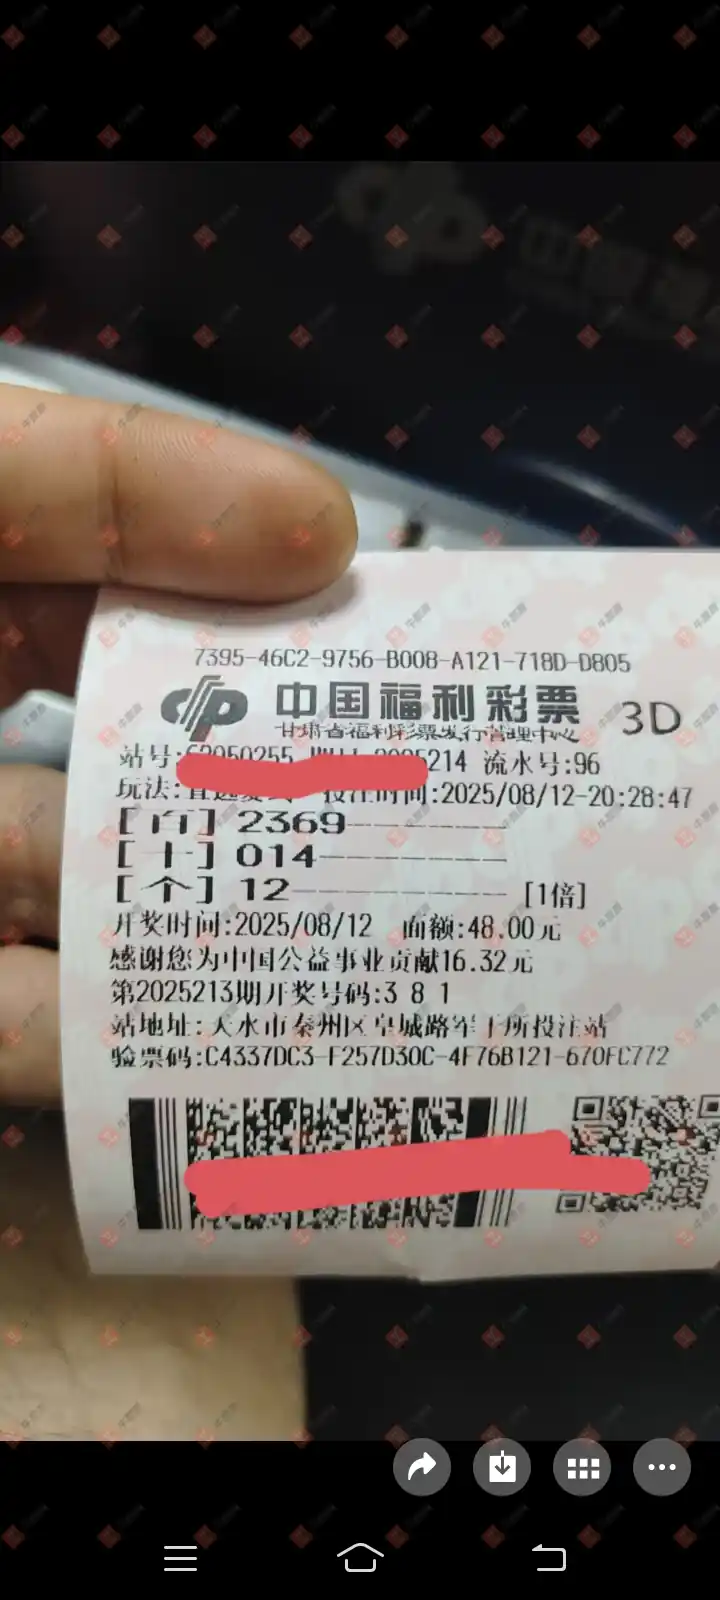 7395-46C2-9756-B008-A121-718D-D805
中国福利彩票 3D
甘肃省福利彩票发行管理中心
站号: 214 流水号:96
玩法: 投注时间:2025/08/12-20:28:47
[百] 2369
[十] 014
[个] 12 [1倍]
开奖时间:2025/08/12 面额:48.00元
感谢您为中国公益事业贡献16.32元
第2025213期开奖号码:3 8 1
站地址:天水市秦州区皇城路军干所投注站
验票码:C4337DC3-F257D30C-4F76B121-670FC772